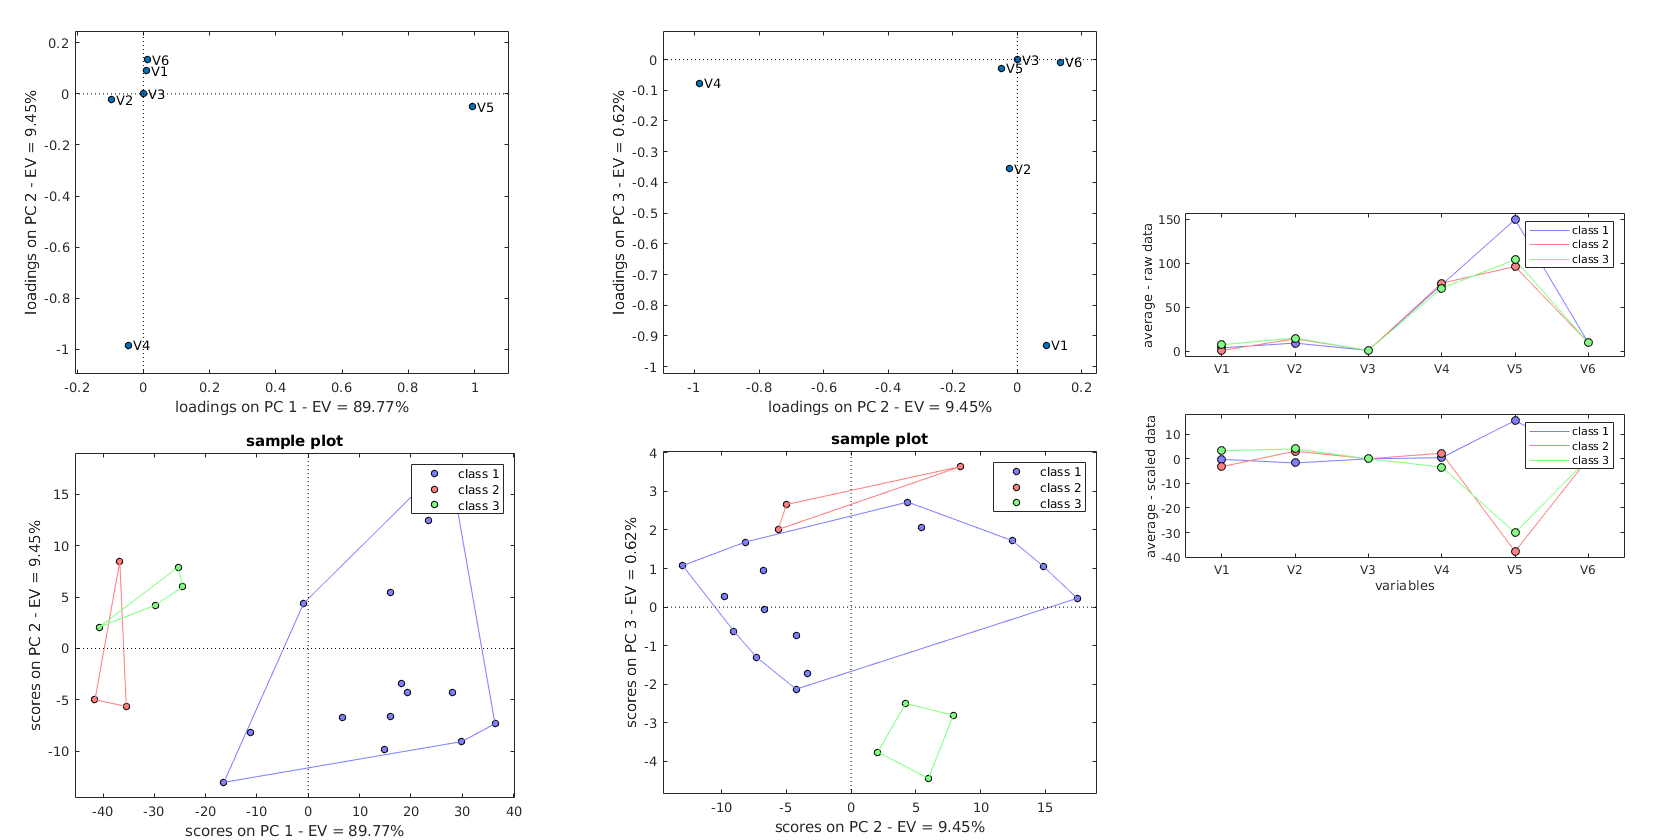 0.2
0
-0.2
-0.4
-0.6
-0.8
-1
loadings on PC 2 - EV = 9.45%
V6
V1
V3
V2
V5
V4
-0.2 0 0.2 0.4 0.6 0.8 1
loadings on PC 1 - EV = 89.77%
0
-0.1
-0.2
-0.3
-0.4
-0.5
-0.6
-0.7
-0.8
-0.9
-1
loadings on PC 3 - EV = 0.62%
V3
V6
V5
V4
V2
V1
-1 -0.8 -0.6 -0.4 -0.2 0 0.2
loadings on PC 2 - EV = 9.45%
150
100
50
0
average - raw data
class 1
class 2
class 3
V1 V2 V3 V4 V5 V6
10
0
-10
-20
-30
-40
average - scaled data
class 1
class 2
class 3
V1 V2 V3 V4 V5 V6
variables
sample plot
15
10
5
0
-5
-10
scores on PC 2 - EV = 9.45%
class 1
class 2
class 3
-40 -30 -20 -10 0 10 20 30 40
scores on PC 1 - EV = 89.77%
sample plot
4
3
2
1
0
-1
-2
-3
-4
scores on PC 3 - EV = 0.62%
class 1
class 2
class 3
-10 -5 0 5 10 15
scores on PC 2 - EV = 9.45%